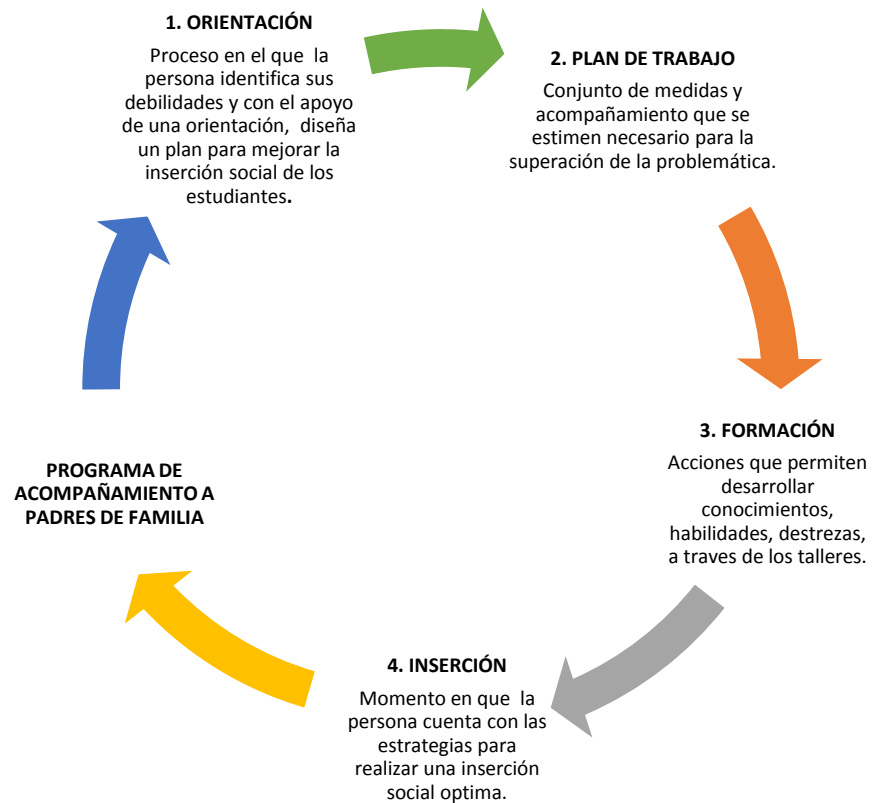 1. ORIENTACIÓN
Proceso en el que  la
persona identifica sus
debilidades y con el apoyo
de una orientación,  diseña
un plan para mejorar la
inserción social de los
estudiantes.
2. PLAN DE TRABAJO
Conjunto de medidas y
acompañamiento que se
estimen necesario para la
superación de la problemática.
3. FORMACIÓN
Acciones que permiten
desarrollar
conocimientos,
habilidades, destrezas,
a traves de los talleres.
4. INSERCIÓN
Momento en que  la
persona cuenta con las
estrategias para
realizar una inserción
social optima.
PROGRAMA DE
ACOMPAÑAMIENTO A
PADRES DE FAMILIA